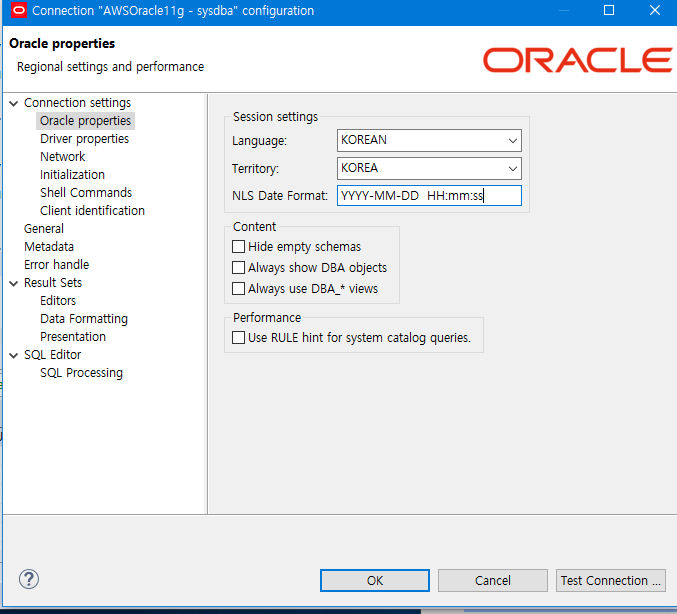 Connection "AWSOracle11g - sysdba" configuration
Oracle properties
Regional settings and performance
ORACLE
Connection settings
Oracle properties
Driver properties
Network
Initialization
Shell Commands
Client identification
General
Metadata
Error handle
Result Sets
Editors
Data Formatting
Presentation
SQL Editor
SQL Processing
Session settings
Language: KOREAN
Territory: KOREA
NLS Date Format: YYYY-MM-DD  HH:mm:ss
Content
Hide empty schemas
Always show DBA objects
Always use DBA_* views
Performance
Use RULE hint for system catalog queries.
?
OK Cancel Test Connection ...